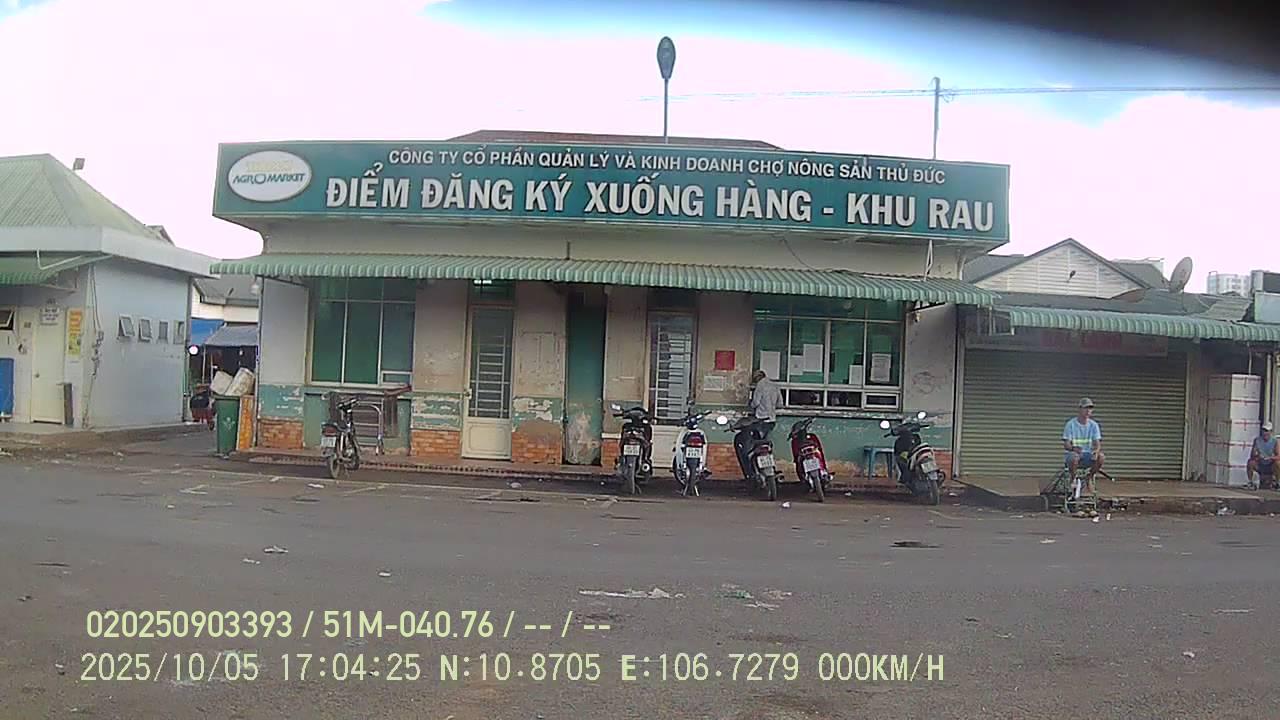 CÔNG TY CỔ PHẦN QUẢN LÝ VÀ KINH DOANH CHỢ NÔNG SẢN THỦ ĐỨC
AGROMARKET
ĐIỂM ĐĂNG KÝ XUỐNG HÀNG - KHU RAU
020250903393 / 51M-040.76 / -- / --
2025/10/05 17:04:25 N:10.8705 E:106.7279 000KM/H